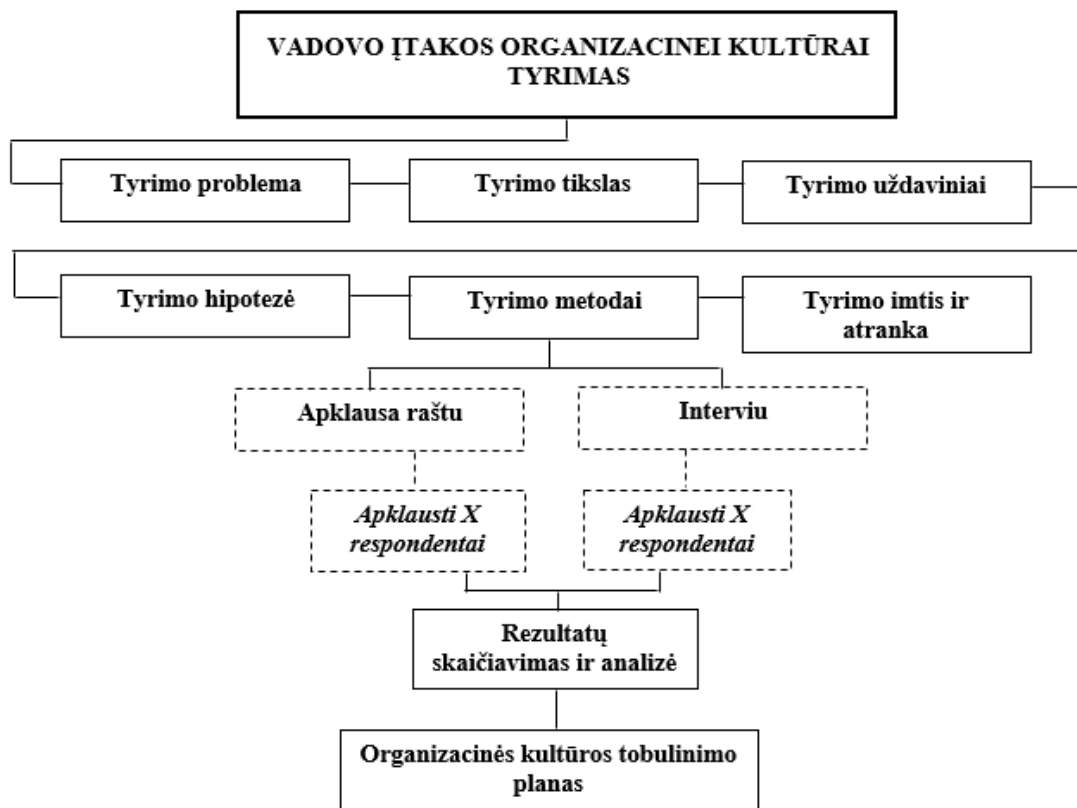 VADOVO ĮTAKOS ORGANIZACINEI KULTŪRAI
TYRIMAS
Tyrimo problema
Tyrimo tikslas
Tyrimo uždaviniai
Tyrimo hipotezė
Tyrimo metodai
Tyrimo imtis ir
atranka
Apklausa raštu
Interviu
Apklausti X
respondentai
Apklausti X
respondentai
Rezultatų
skaičiavimas ir analizė
Organizacinės kultūros tobulinimo
planas